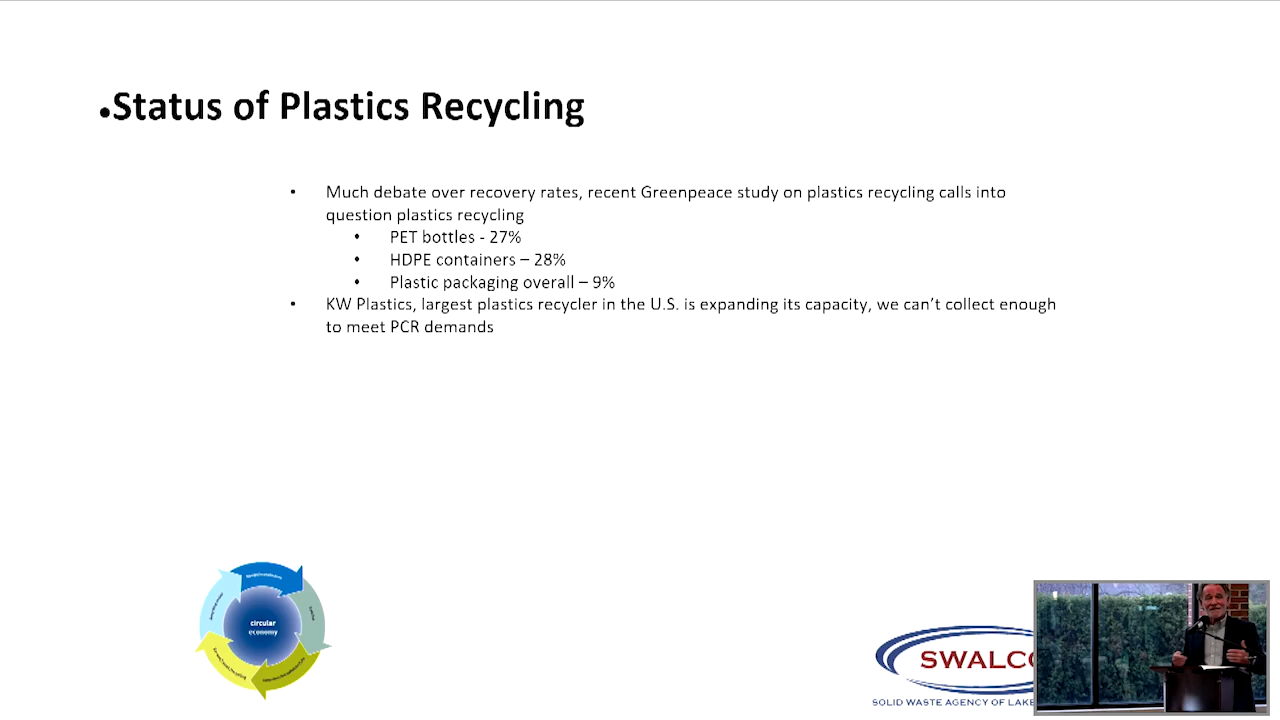 •Status of Plastics Recycling
• Much debate over recovery rates, recent Greenpeace study on plastics recycling calls into
question plastics recycling
• PET bottles - 27%
• HDPE containers – 28%
• Plastic packaging overall – 9%
• KW Plastics, largest plastics recycler in the U.S. is expanding its capacity, we can’t collect enough
to meet PCR demands
circular
economy
SWALC
SOLID WASTE AGENCY OF LAKE